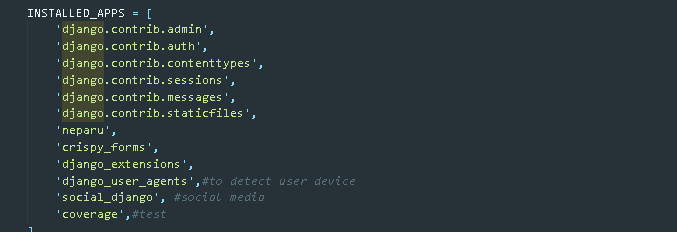 INSTALLED_APPS = [
'django.contrib.admin',
'django.contrib.auth',
'django.contrib.contenttypes',
'django.contrib.sessions',
'django.contrib.messages',
'django.contrib.staticfiles',
'neparu',
'crispy_forms',
'django_extensions',
'django_user_agents',#to detect user device
'social_django', #social media
'coverage',#test
]